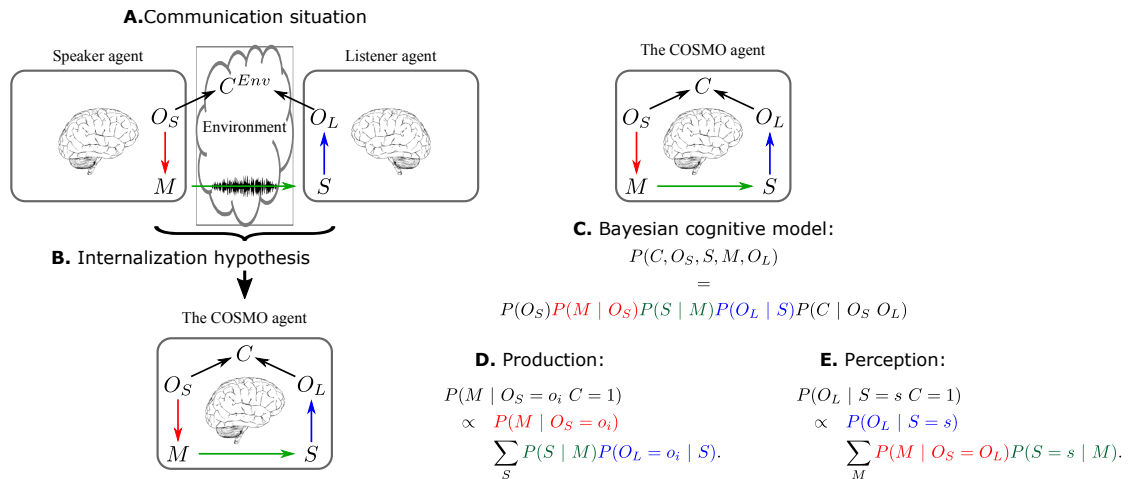 A.Communication situation
Speaker agent
Listener agent
C^{Env}
O_S
Environment
O_L
M
S
B. Internalization hypothesis
The COSMO agent
C
O_S
O_L
M
S
The COSMO agent
C
O_S
O_L
M
S
C. Bayesian cognitive model:
P(C, O_S, S, M, O_L)
=
P(O_S)P(M | O_S)P(S | M)P(O_L | S)P(C | O_S O_L)
D. Production:
P(M | O_S = o_i C = 1)
∝ P(M | O_S = o_i)
∑_S P(S | M)P(O_L = o_i | S).
E. Perception:
P(O_L | S = s C = 1)
∝ P(O_L | S = s)
∑_M P(M | O_S = O_L)P(S = s | M).